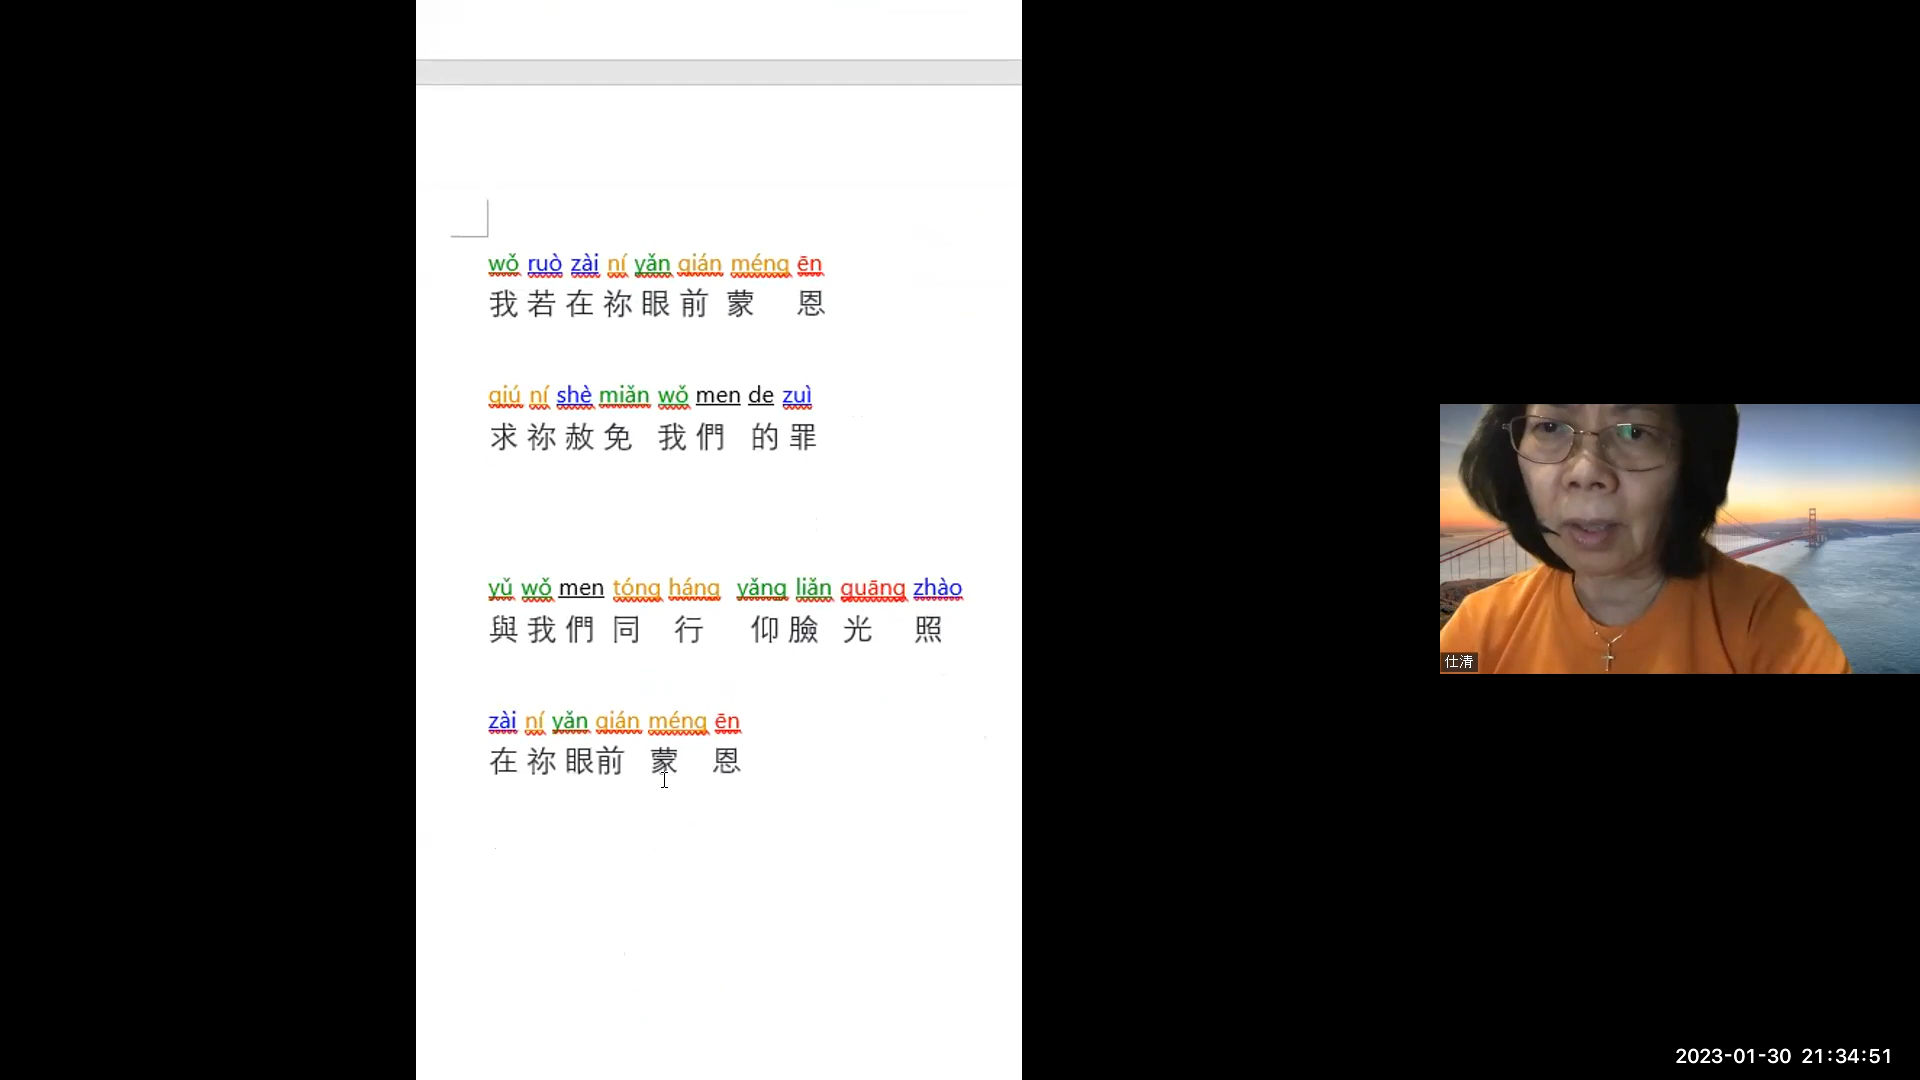 wǒ ruò zài ní yǎn qián méng ēn
我若在祢眼前蒙恩
qiú ní shè miǎn wǒ men de zuì
求祢赦免我們的罪
yǔ wǒ men tóng háng yǎng liǎn guāng zhào
與我們同行 仰臉光照
zài ní yǎn qián méng ēn
在祢眼前蒙恩
仕清
2023-01-30 21:34:51